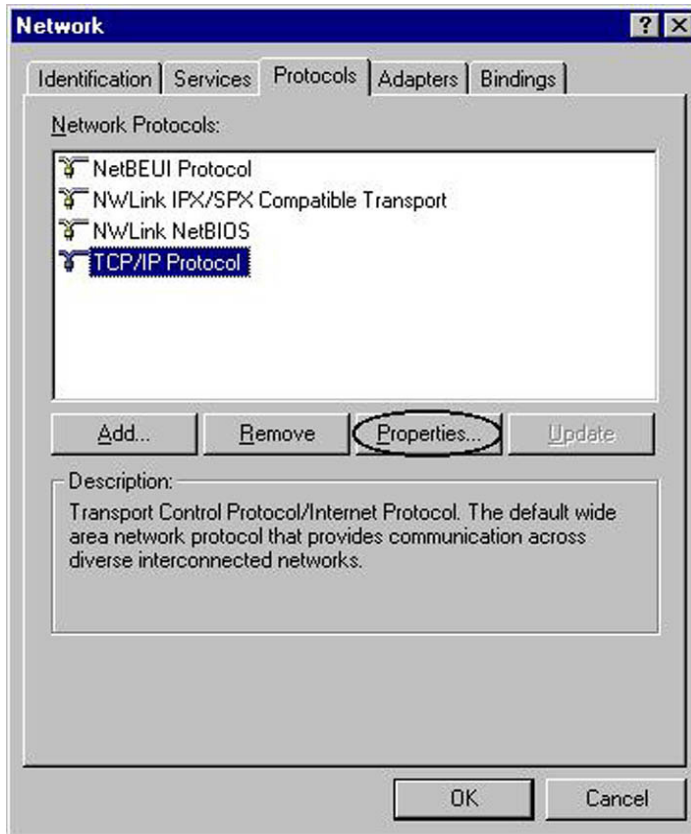 Network
Identification Services Protocols Adapters Bindings
Network Protocols:
NetBEUI Protocol
NWLink IPX/SPX Compatible Transport
NWLink NetBIOS
TCP/IP Protocol
Add... Remove Properties... Update
Description:
Transport Control Protocol/Internet Protocol. The default wide
area network protocol that provides communication across
diverse interconnected networks.
OK Cancel